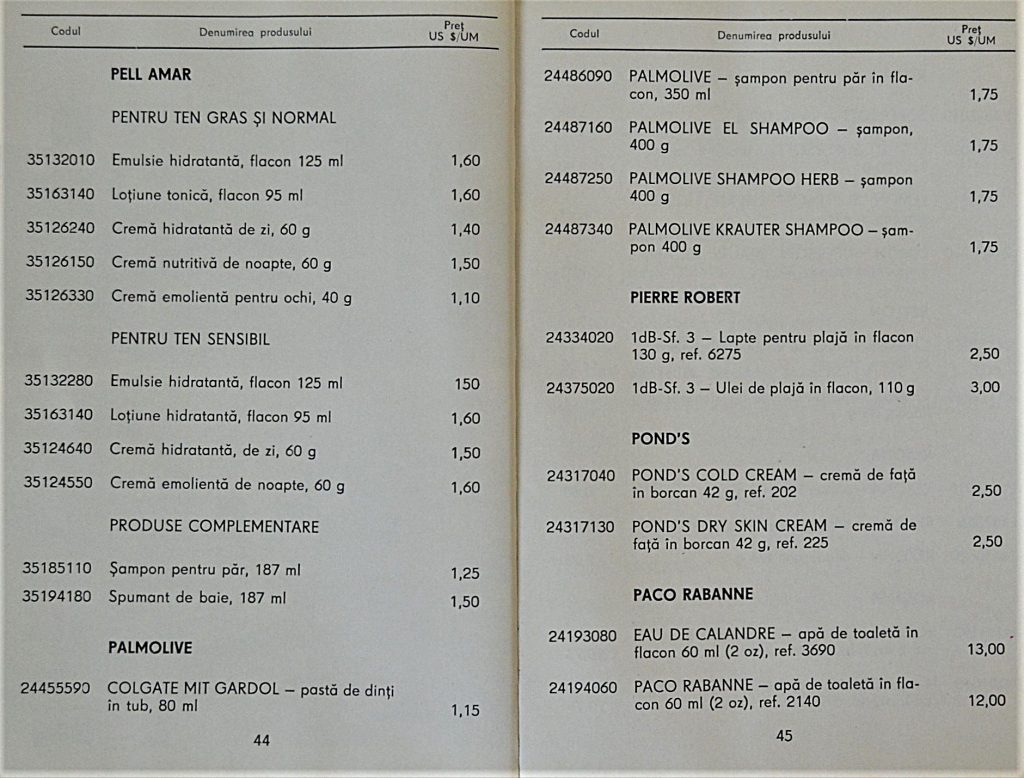 Codul Denumirea produsului Preț US $/UM
PELL AMAR
PENTRU TEN GRAS ȘI NORMAL
35132010 Emulsie hidratantă, flacon 125 ml 1,60
35163140 Loțiune tonică, flacon 95 ml 1,60
35126240 Cremă hidratantă de zi, 60 g 1,40
35126150 Cremă nutritivă de noapte, 60 g 1,50
35126330 Cremă emolientă pentru ochi, 40 g 1,10
PENTRU TEN SENSIBIL
35132280 Emulsie hidratantă, flacon 125 ml 150
35163140 Loțiune hidratantă, flacon 95 ml 1,60
35124640 Cremă hidratantă, de zi, 60 g 1,50
35124550 Cremă emolientă de noapte, 60 g 1,60
PRODUSE COMPLEMENTARE
35185110 Șampon pentru păr, 187 ml 1,25
35194180 Spumant de baie, 187 ml 1,50
PALMOLIVE
24455590 COLGATE MIT GARDOL – pastă de dinți
în tub, 80 ml 1,15
44
Codul Denumirea produsului Preț US $/UM
24486090 PALMOLIVE – șampon pentru păr în fla-
con, 350 ml 1,75
24487160 PALMOLIVE EL SHAMPOO – șampon,
400 g 1,75
24487250 PALMOLIVE SHAMPOO HERB – șampon
400 g 1,75
24487340 PALMOLIVE KRAUTER SHAMPOO – șam-
pon 400 g 1,75
PIERRE ROBERT
24334020 1dB-Sf. 3 – Lapte pentru plajă în flacon
130 g, ref. 6275 2,50
24375020 1dB-Sf. 3 – Ulei de plajă în flacon, 110 g 3,00
POND'S
24317040 POND'S COLD CREAM – cremă de față
în borcan 42 g, ref. 202 2,50
24317130 POND'S DRY SKIN CREAM – cremă de
față în borcan 42 g, ref. 225 2,50
PACO RABANNE
24193080 EAU DE CALANDRE – apă de toaletă în
flacon 60 ml (2 oz), ref. 3690 13,00
24194060 PACO RABANNE – apă de toaletă în fla-
con 60 ml (2 oz), ref. 2140 12,00
45